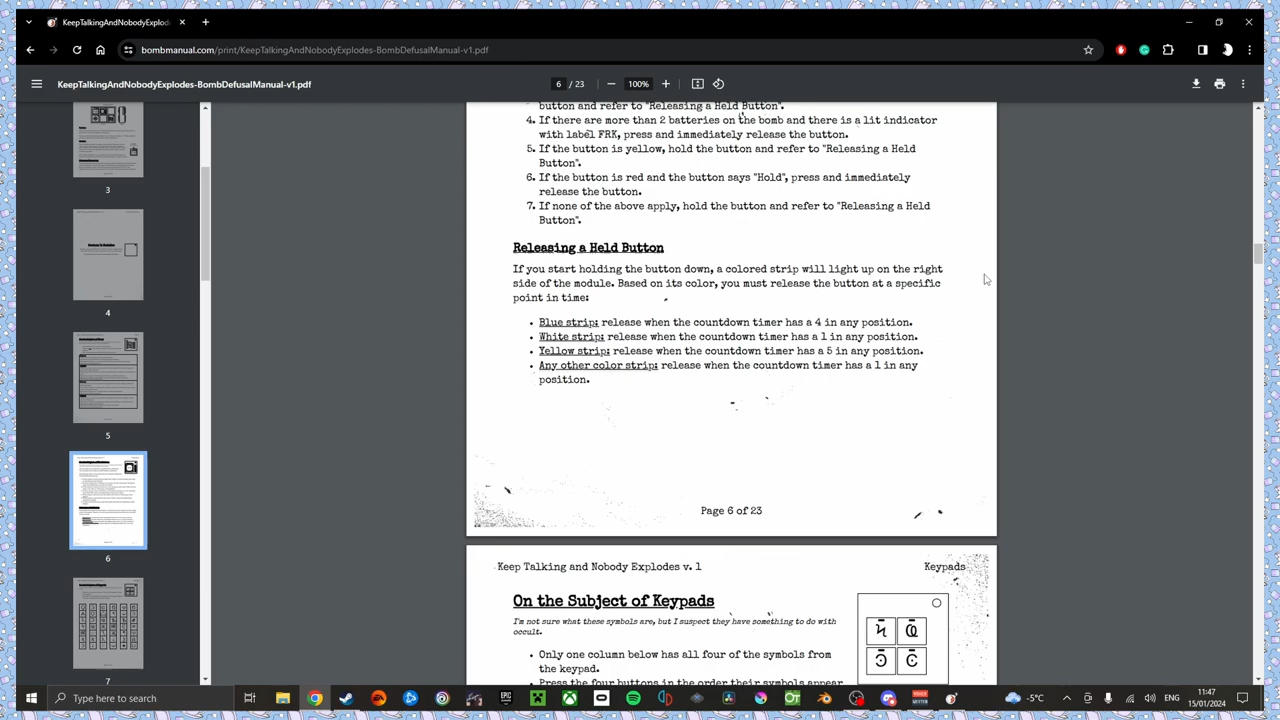 KeepTalkingAndNobodyExplod
bombmanual.com/print/KeepTalkingAndNobodyExplodes-BombDefusalManual-v1.pdf
KeepTalkingAndNobodyExplodes-BombDefusalManual-v1.pdf
6 / 23
100%
3
4
5
6
7
button and refer to "Releasing a Held Button".
4. If there are more than 2 batteries on the bomb and there is a lit indicator
with label FRK, press and immediately release the button.
5. If the button is yellow, hold the button and refer to "Releasing a Held
Button".
6. If the button is red and the button says "Hold", press and immediately
release the button.
7. If none of the above apply, hold the button and refer to "Releasing a Held
Button".
Releasing a Held Button
If you start holding the button down, a colored strip will light up on the right
side of the module. Based on its color, you must release the button at a specific
point in time:
• Blue strip: release when the countdown timer has a 4 in any position.
• White strip: release when the countdown timer has a 1 in any position.
• Yellow strip: release when the countdown timer has a 5 in any position.
• Any other color strip: release when the countdown timer has a 1 in any
position.
Page 6 of 23
Keep Talking and Nobody Explodes v. 1
Keypads
On the Subject of Keypads
I'm not sure what these symbols are, but I suspect they have something to do with
occult.
• Only one column below has all four of the symbols from
the keypad.
• Press the four buttons in the order their symbols appear
Type here to search
-5°C
ENG
11:47
15/01/2024